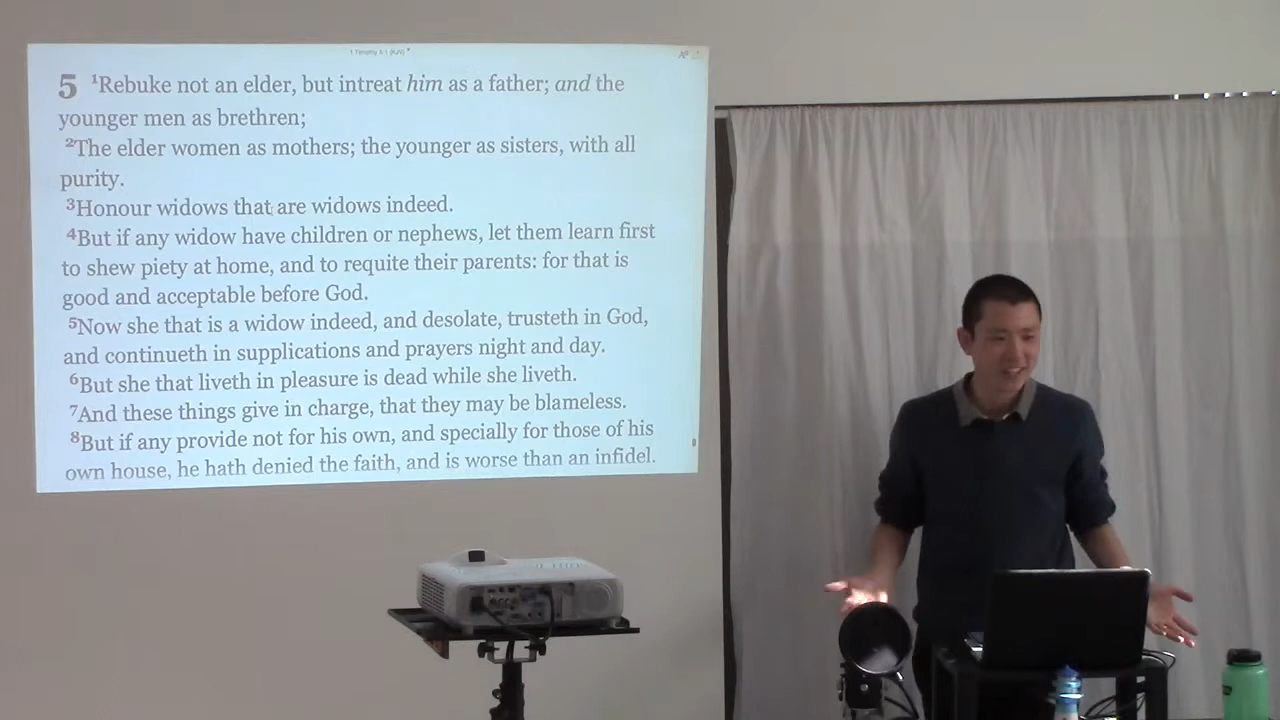 1 Timothy 5:1 (KJV)
5 ¹Rebuke not an elder, but intreat him as a father; and the
younger men as brethren;
²The elder women as mothers; the younger as sisters, with all
purity.
³Honour widows that are widows indeed.
⁴But if any widow have children or nephews, let them learn first
to shew piety at home, and to requite their parents: for that is
good and acceptable before God.
⁵Now she that is a widow indeed, and desolate, trusteth in God,
and continueth in supplications and prayers night and day.
⁶But she that liveth in pleasure is dead while she liveth.
⁷And these things give in charge, that they may be blameless.
⁸But if any provide not for his own, and specially for those of his
own house, he hath denied the faith, and is worse than an infidel.